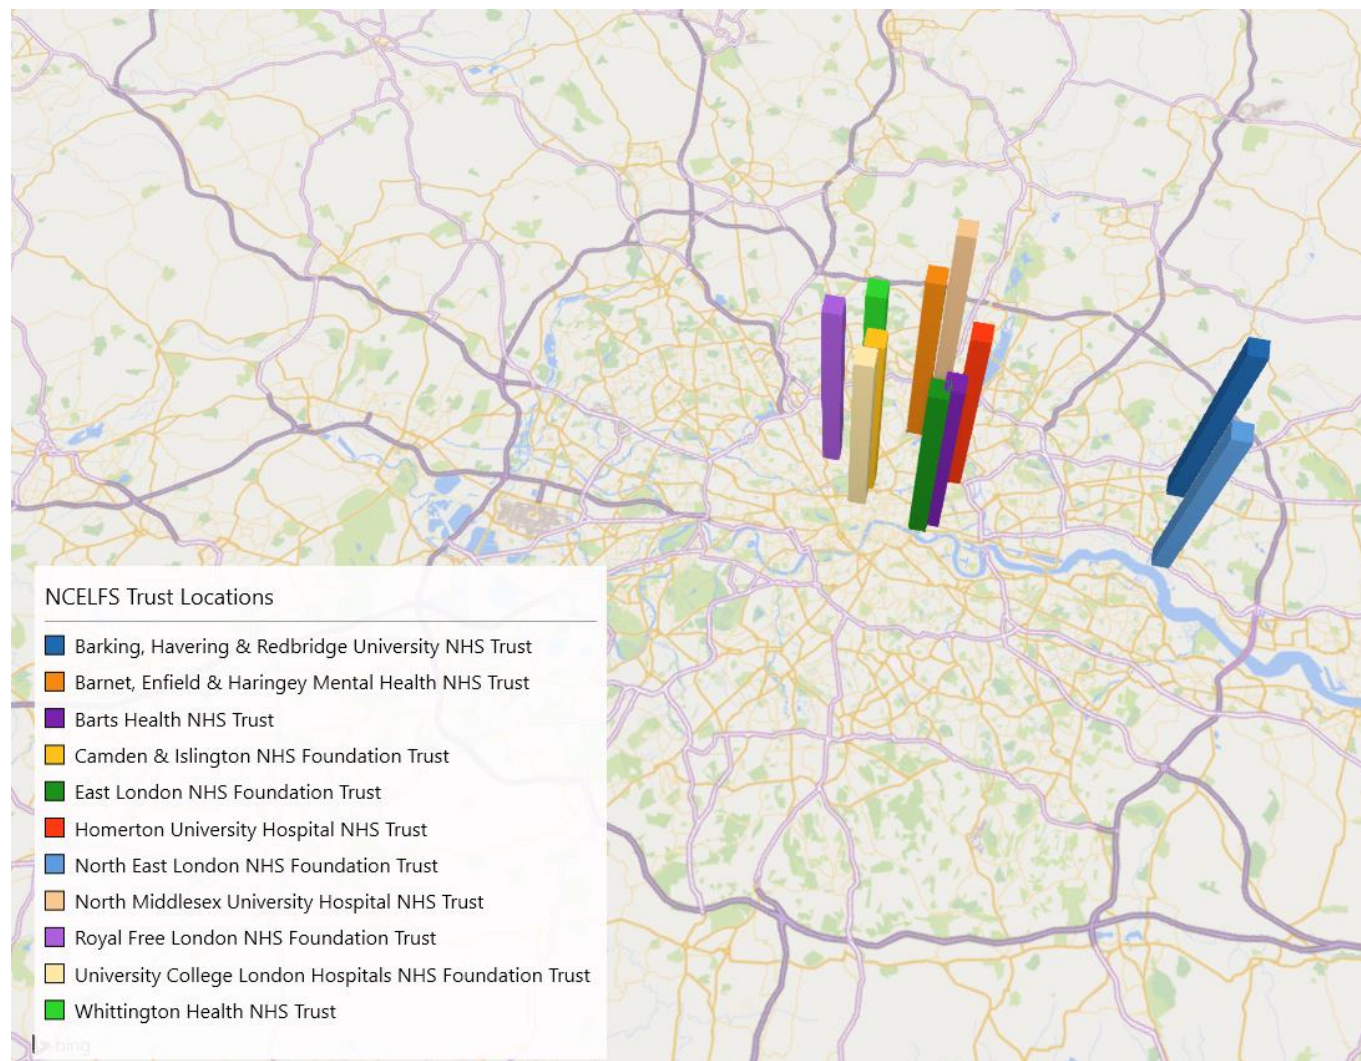 NCELFS Trust Locations
Barking, Havering & Redbridge University NHS Trust
Barnet, Enfield & Haringey Mental Health NHS Trust
Barts Health NHS Trust
Camden & Islington NHS Foundation Trust
East London NHS Foundation Trust
Homerton University Hospital NHS Trust
North East London NHS Foundation Trust
North Middlesex University Hospital NHS Trust
Royal Free London NHS Foundation Trust
University College London Hospitals NHS Foundation Trust
Whittington Health NHS Trust
bing